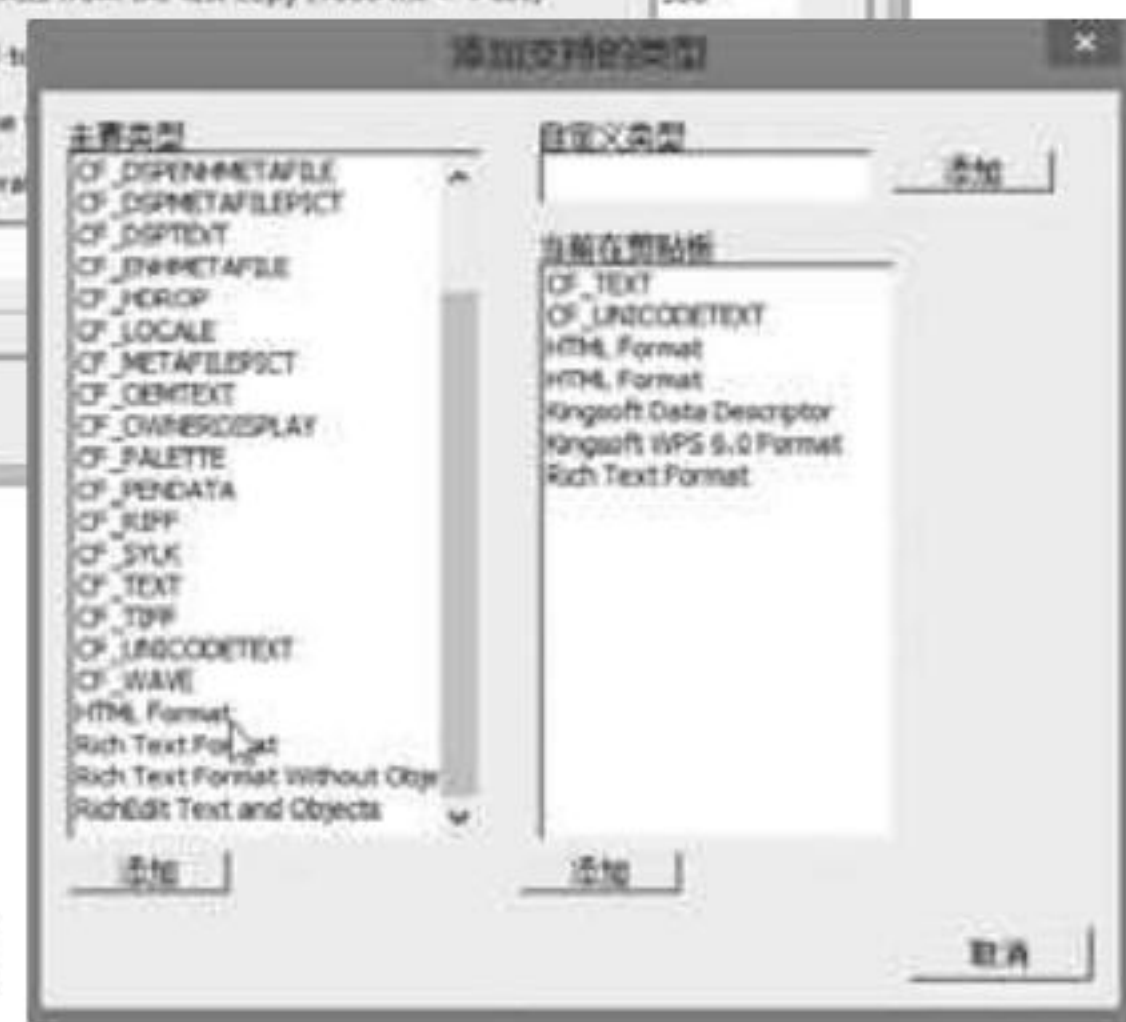 添加支持的类型
主要类型
CF_DSPENHMETAFILE
CF_DSPMETAFILEPICT
CF_DSPTEXT
CF_ENHMETAFILE
CF_HDROP
CF_LOCALE
CF_METAFILEPICT
CF_OEMTEXT
CF_OWNERDISPLAY
CF_PALETTE
CF_PENDATA
CF_RIFF
CF_SYLK
CF_TEXT
CF_TIFF
CF_UNICODETEXT
CF_WAVE
HTML Format
Rich Text Format
Rich Text Format Without Obje
RichEdit Text and Objects
添加
自定义类型
添加
当前在剪贴板
CF_TEXT
CF_UNICODETEXT
HTML Format
HTML Format
Kingsoft Data Descriptor
Kingsoft WPS 6.0 Format
Rich Text Format
添加
取消